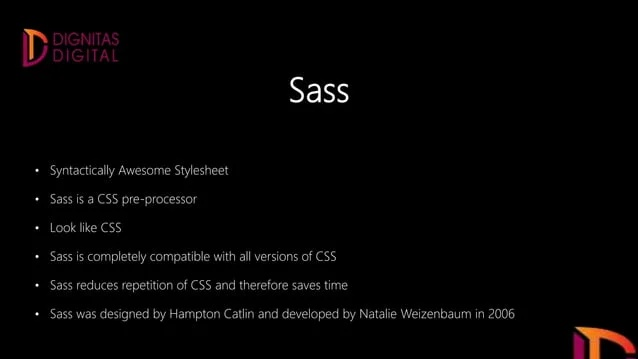 DIGNITAS
DIGITAL
Sass
• Syntactically Awesome Stylesheet
• Sass is a CSS pre-processor
• Look like CSS
• Sass is completely compatible with all versions of CSS
• Sass reduces repetition of CSS and therefore saves time
• Sass was designed by Hampton Catlin and developed by Natalie Weizenbaum in 2006